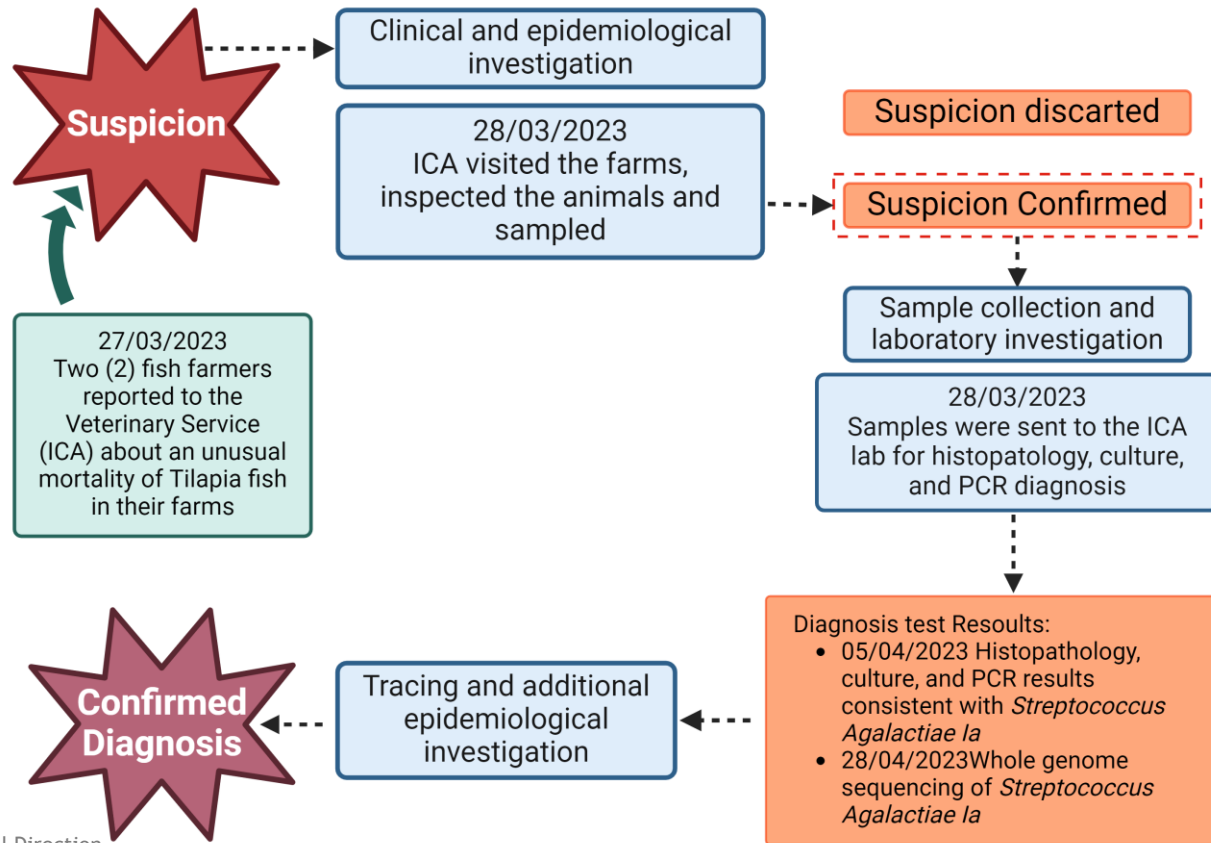 Suspicion
Clinical and epidemiological
investigation
28/03/2023
ICA visited the farms,
inspected the animals and
sampled
Suspicion discarted
Suspicion Confirmed
Sample collection and
laboratory investigation
28/03/2023
Samples were sent to the ICA
lab for histopatology, culture,
and PCR diagnosis
27/03/2023
Two (2) fish farmers
reported to the
Veterinary Service
(ICA) about an unusual
mortality of Tilapia fish
in their farms
Diagnosis test Resoults:
• 05/04/2023 Histopathology,
culture, and PCR results
consistent with Streptococcus
Agalactiae Ia
• 28/04/2023Whole genome
sequencing of Streptococcus
Agalactiae Ia
Tracing and additional
epidemiological
investigation
Confirmed
Diagnosis
Direction